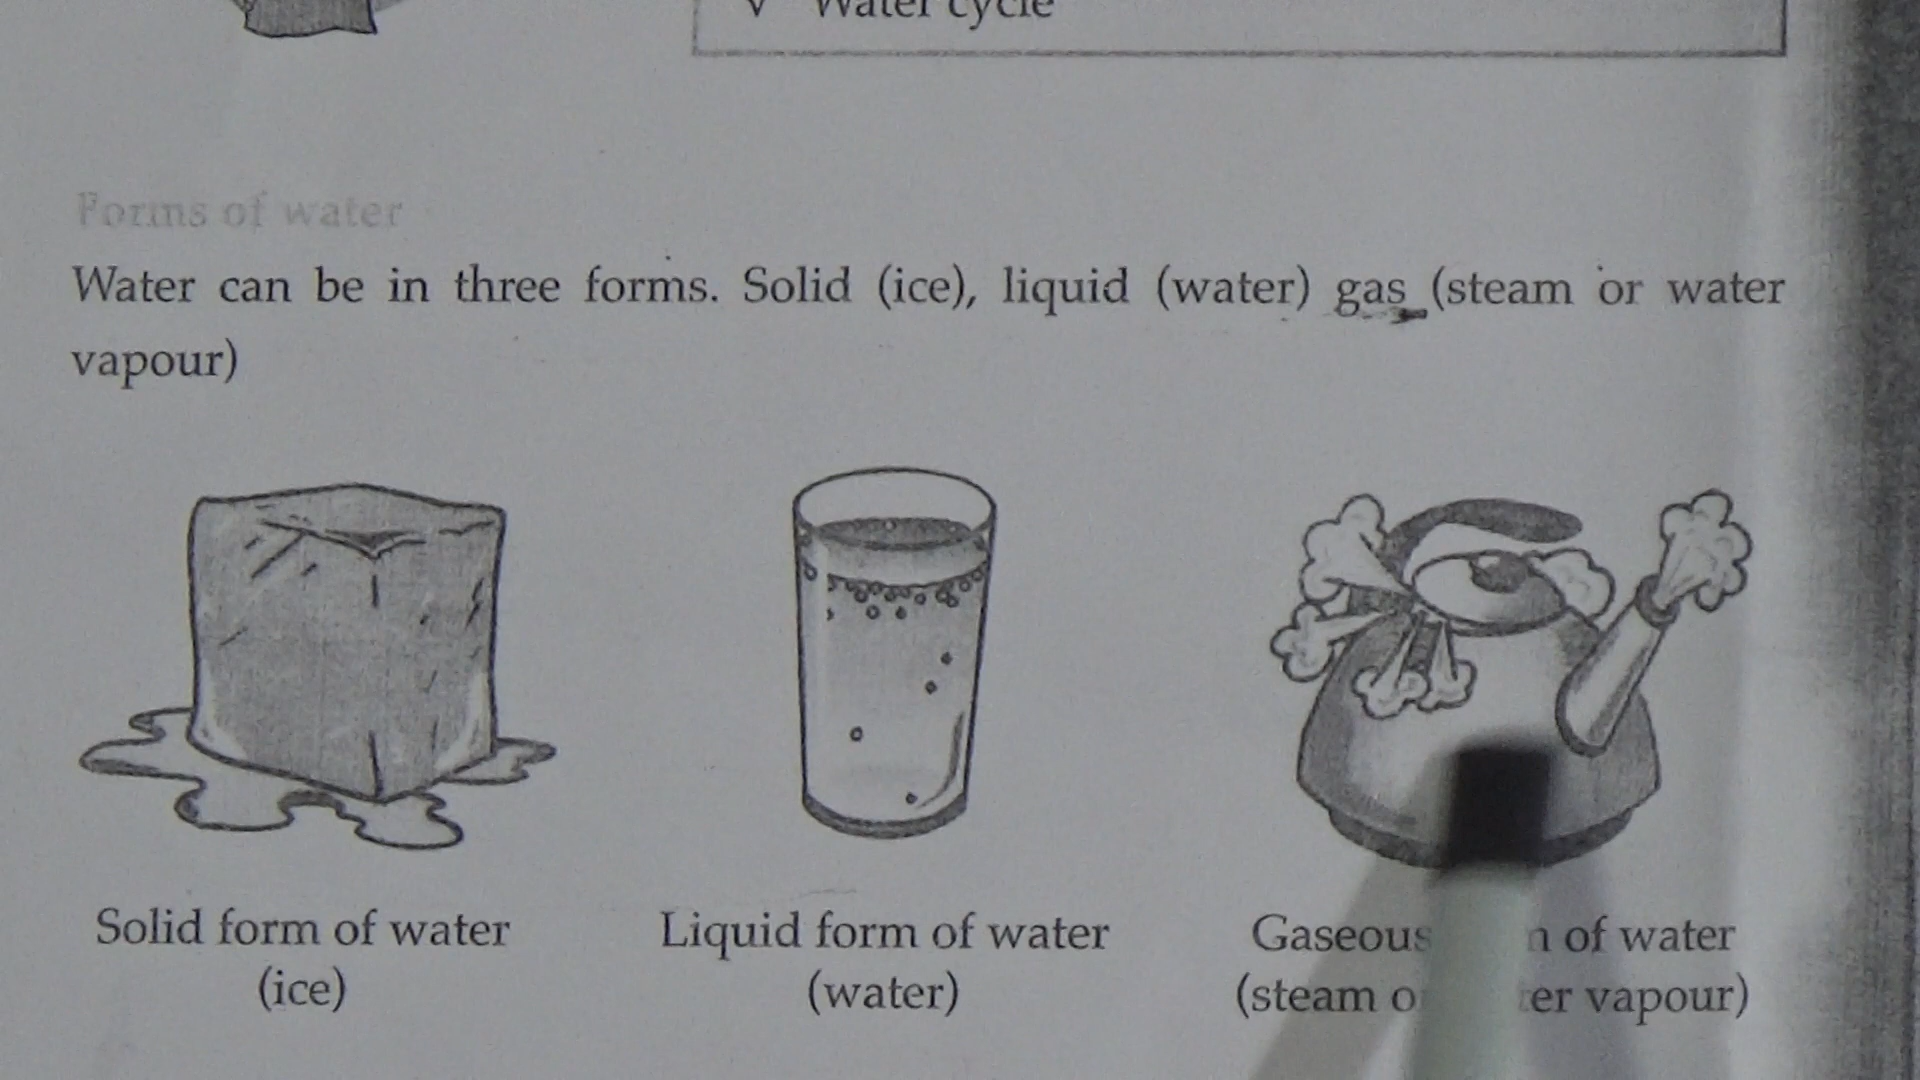 Water cycle
Forms of water
Water can be in three forms. Solid (ice), liquid (water) gas (steam or water
vapour)
Solid form of water
(ice)
Liquid form of water
(water)
Gaseous of water
(steam vapour)